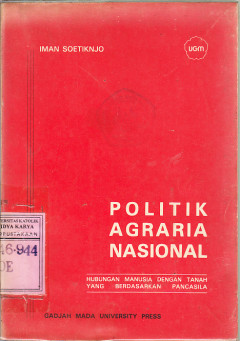 IMAN SOETIKNJO
UGM
POLITIK
AGRARIA
NASIONAL
HUBUNGAN MANUSIA DENGAN TANAH
YANG BERDASARKAN PANCASILA
GADJAH MADA UNIVERSITY PRESS